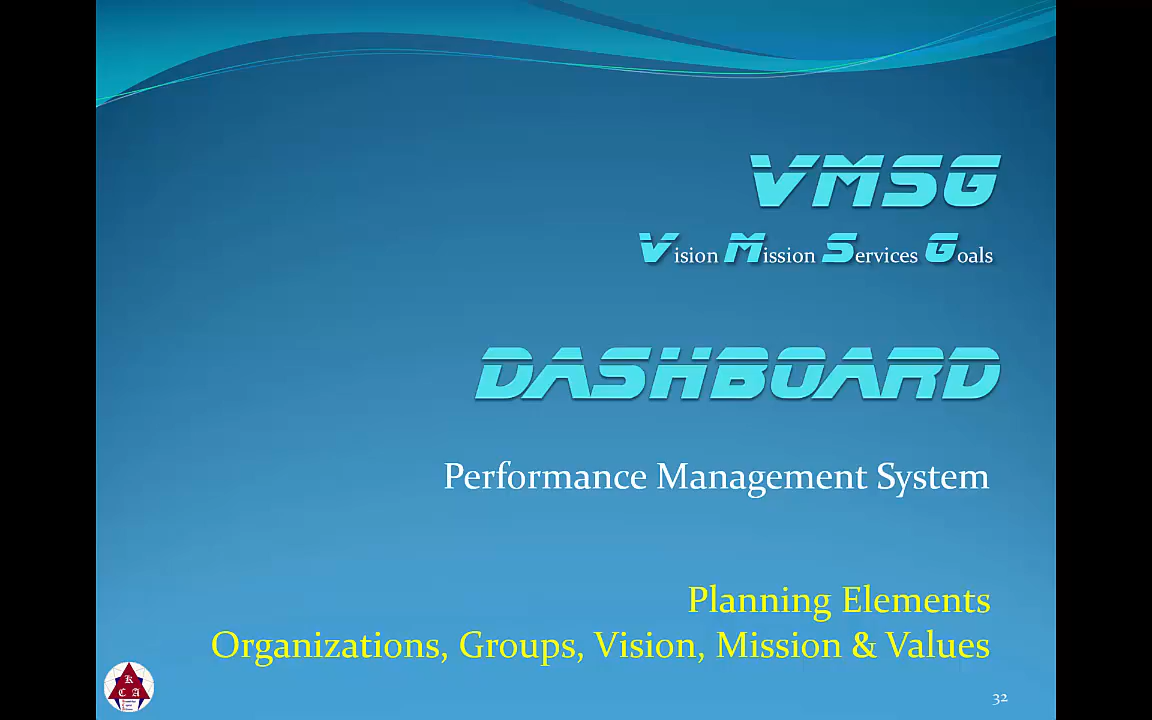 VMSG
Vision Mission Services Goals
DASHBOARD
Performance Management System
Planning Elements
Organizations, Groups, Vision, Mission & Values
K
C A
32